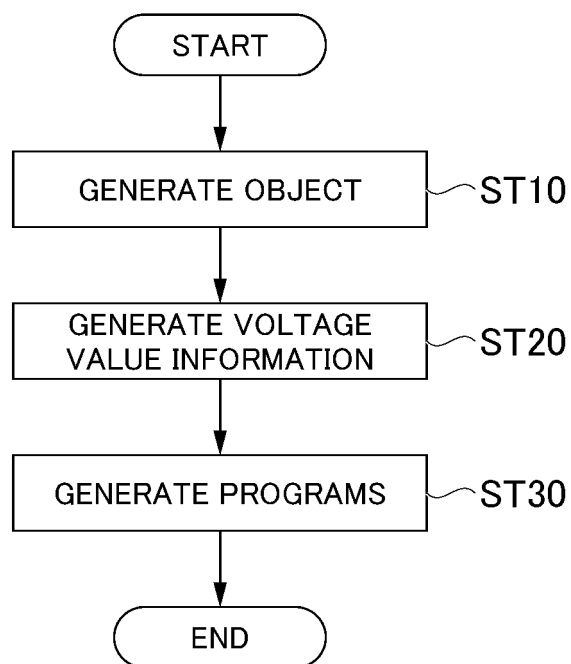 START
GENERATE OBJECT
ST10
GENERATE VOLTAGE
VALUE INFORMATION
ST20
GENERATE PROGRAMS
ST30
END